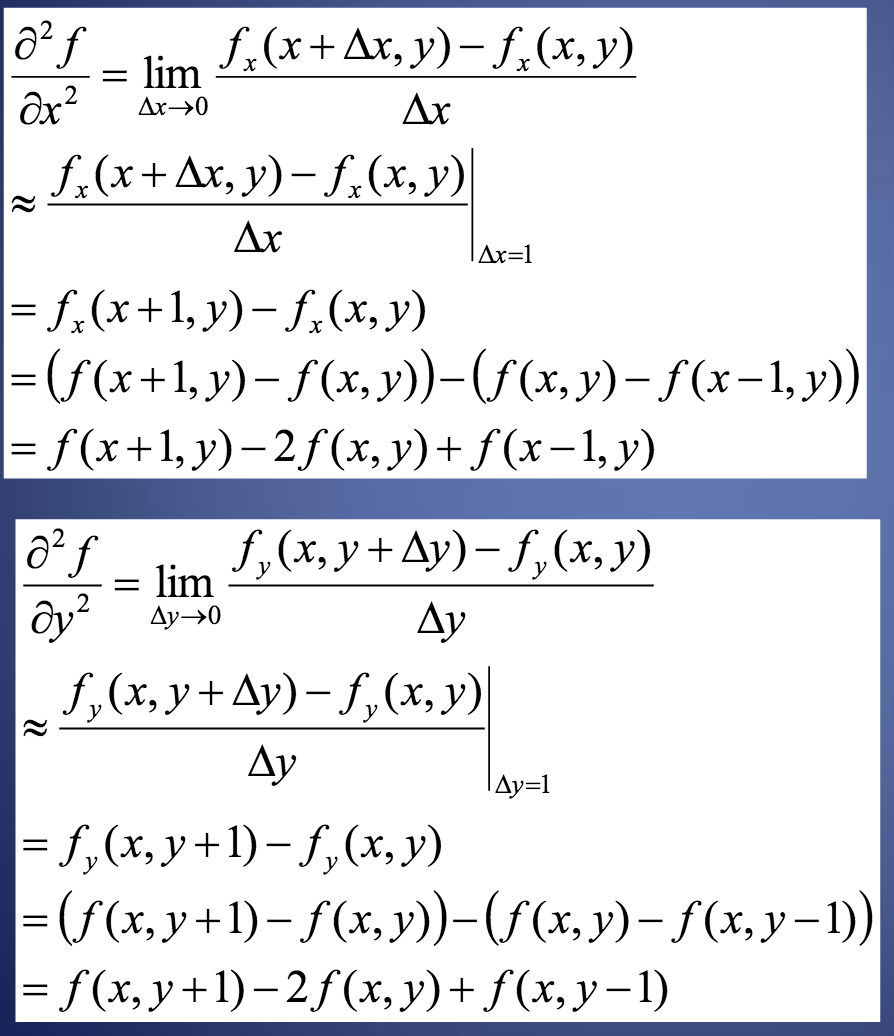 ∂²f/∂x² = lim_{Δx→0} (f_x(x + Δx, y) − f_x(x, y))/Δx
≈ (f_x(x + Δx, y) − f_x(x, y))/Δx |_{Δx=1}
= f_x(x + 1, y) − f_x(x, y)
= (f(x + 1, y) − f(x, y)) − (f(x, y) − f(x − 1, y))
= f(x + 1, y) − 2f(x, y) + f(x − 1, y)
∂²f/∂y² = lim_{Δy→0} (f_y(x, y + Δy) − f_y(x, y))/Δy
≈ (f_y(x, y + Δy) − f_y(x, y))/Δy |_{Δy=1}
= f_y(x, y + 1) − f_y(x, y)
= (f(x, y + 1) − f(x, y)) − (f(x, y) − f(x, y − 1))
= f(x, y + 1) − 2f(x, y) + f(x, y − 1)